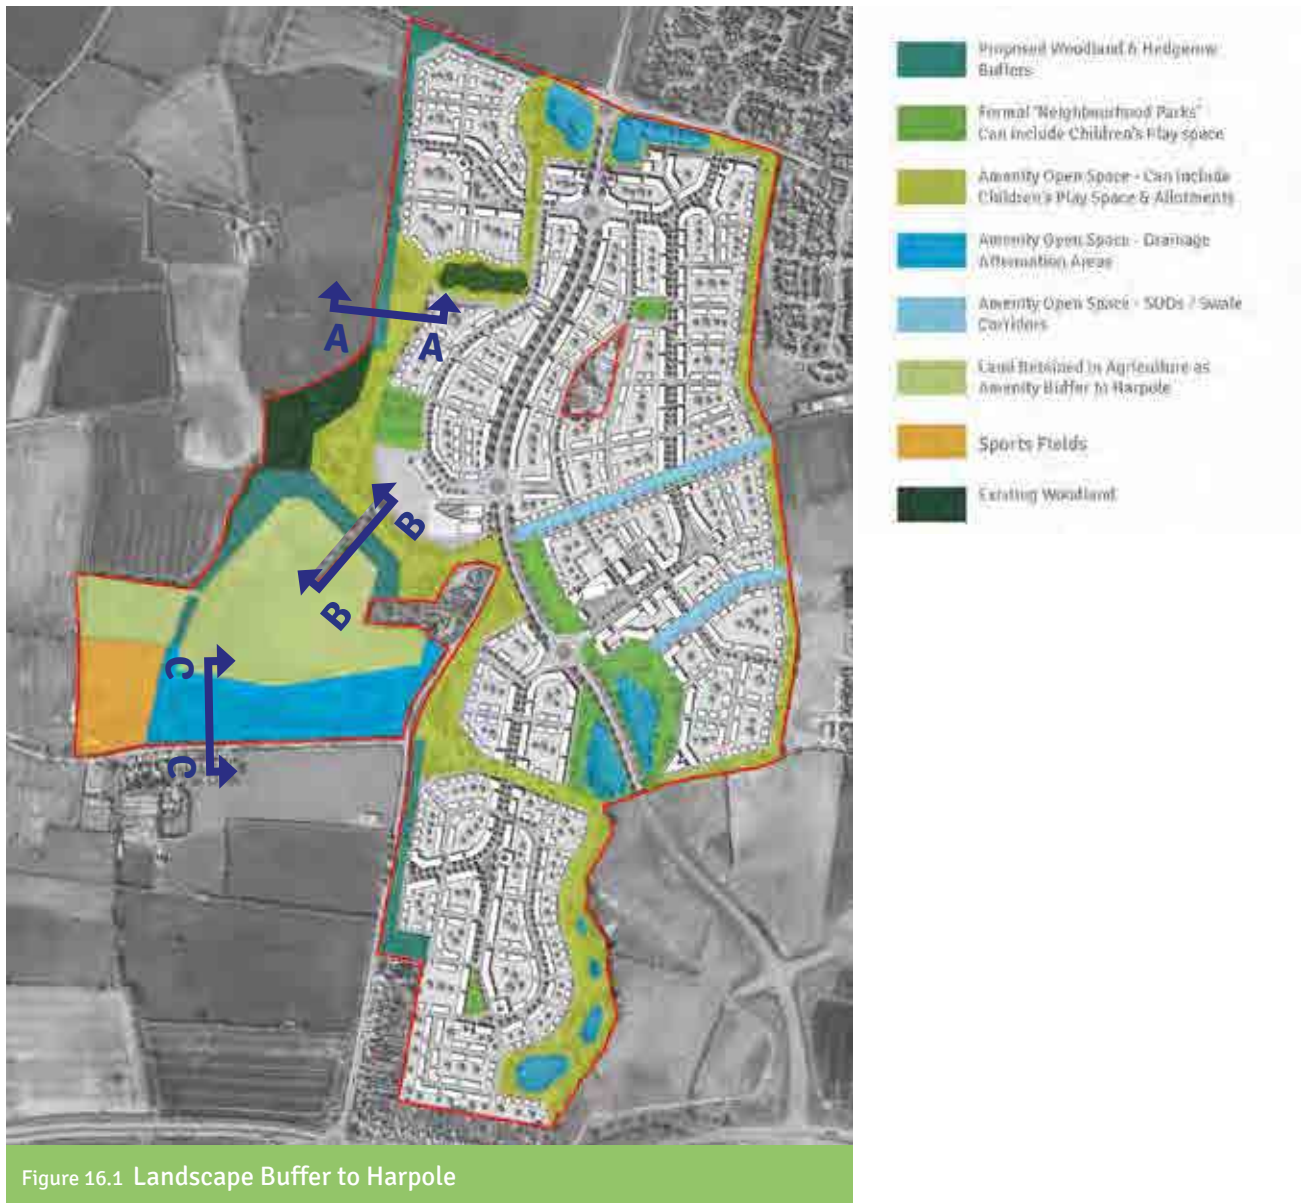 Proposed Woodland & Hedgerow
Buffers
Formal "Neighbourhood Parks"
Can include Children's Play space
Amenity Open Space - Can Include
Children's Play Space & Allotments
Amenity Open Space - Drainage
Attenuation Areas
Amenity Open Space - SUDs / Swale
Corridors
Land Retained in Agriculture as
Amenity Buffer to Harpole
Sports Fields
Existing Woodland
A
A
B
B
C
C
Figure 16.1 Landscape Buffer to Harpole